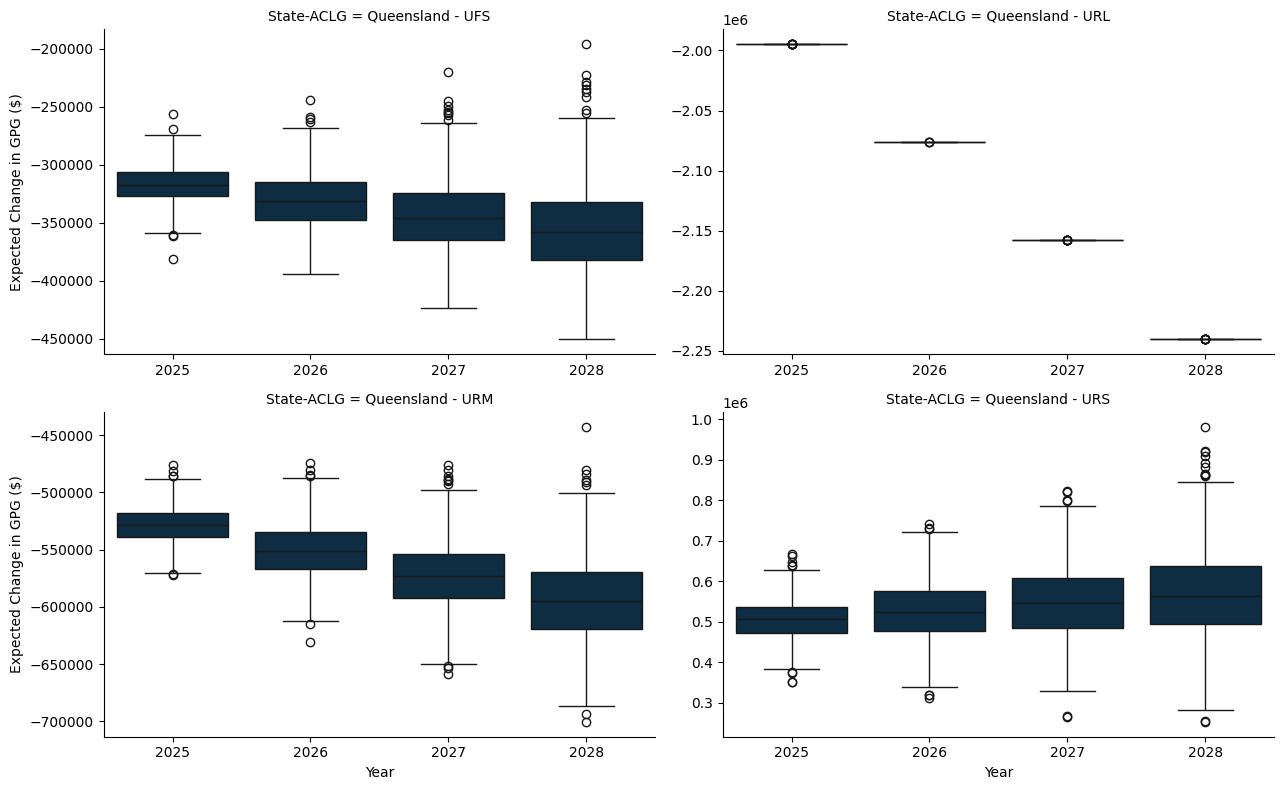 State-ACLG = Queensland - UFS
Expected Change in GPG ($)
−200000
−250000
−300000
−350000
−400000
−450000
2025 2026 2027 2028
State-ACLG = Queensland - URL
1e6
−2.00
−2.05
−2.10
−2.15
−2.20
−2.25
2025 2026 2027 2028
State-ACLG = Queensland - URM
Expected Change in GPG ($)
−450000
−500000
−550000
−600000
−650000
−700000
2025 2026 2027 2028
Year
State-ACLG = Queensland - URS
1e6
1.0
0.9
0.8
0.7
0.6
0.5
0.4
0.3
2025 2026 2027 2028
Year